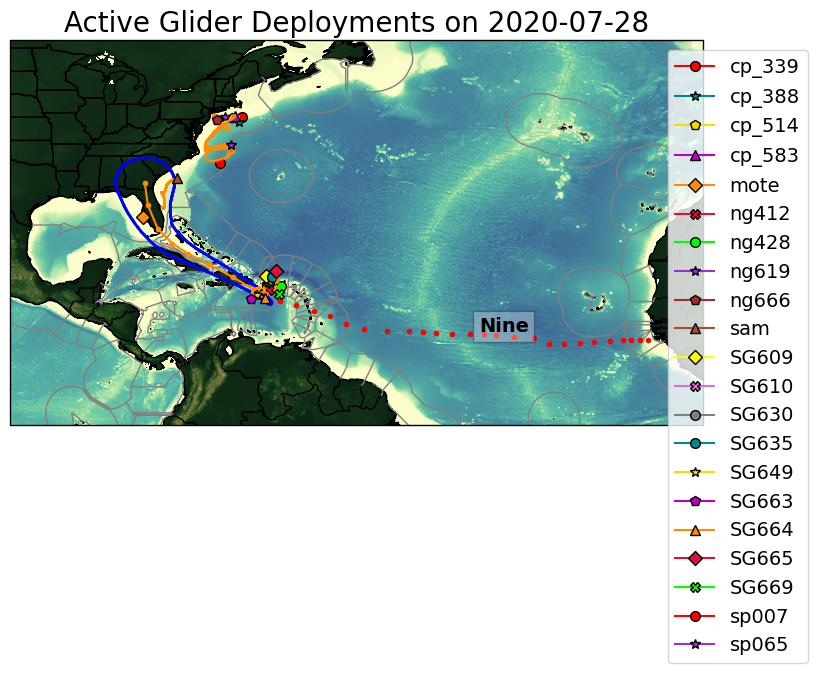 Active Glider Deployments on 2020-07-28
Nine
cp_339
cp_388
cp_514
cp_583
mote
ng412
ng428
ng619
ng666
sam
SG609
SG610
SG630
SG635
SG649
SG663
SG664
SG665
SG669
sp007
sp065